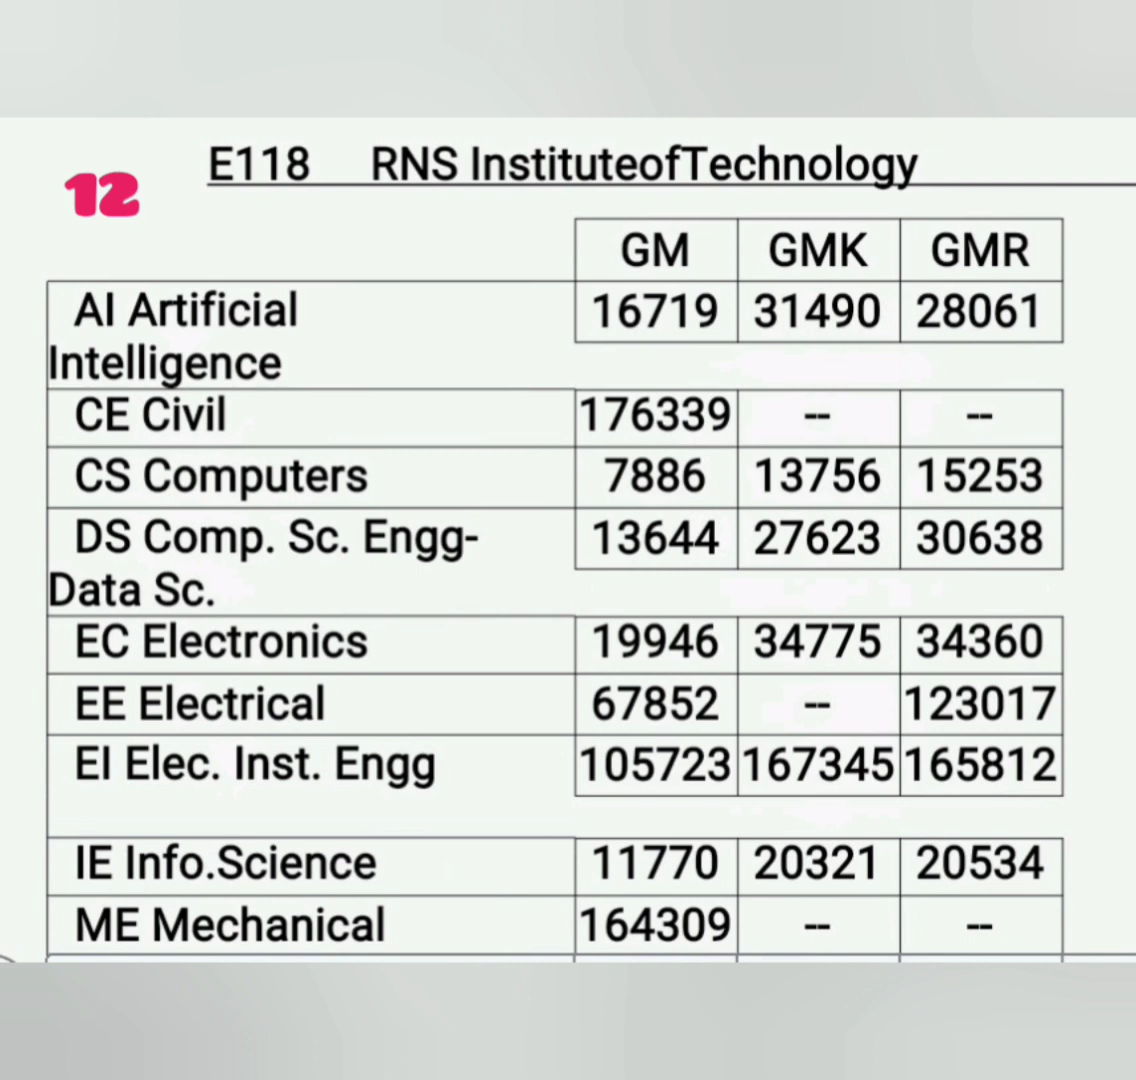 E118 RNS InstituteofTechnology
12
GM GMK GMR
AI Artificial 16719 31490 28061
Intelligence
CE Civil 176339 -- --
CS Computers 7886 13756 15253
DS Comp. Sc. Engg- 13644 27623 30638
Data Sc.
EC Electronics 19946 34775 34360
EE Electrical 67852 -- 123017
EI Elec. Inst. Engg 105723 167345 165812
IE Info.Science 11770 20321 20534
ME Mechanical 164309 -- --